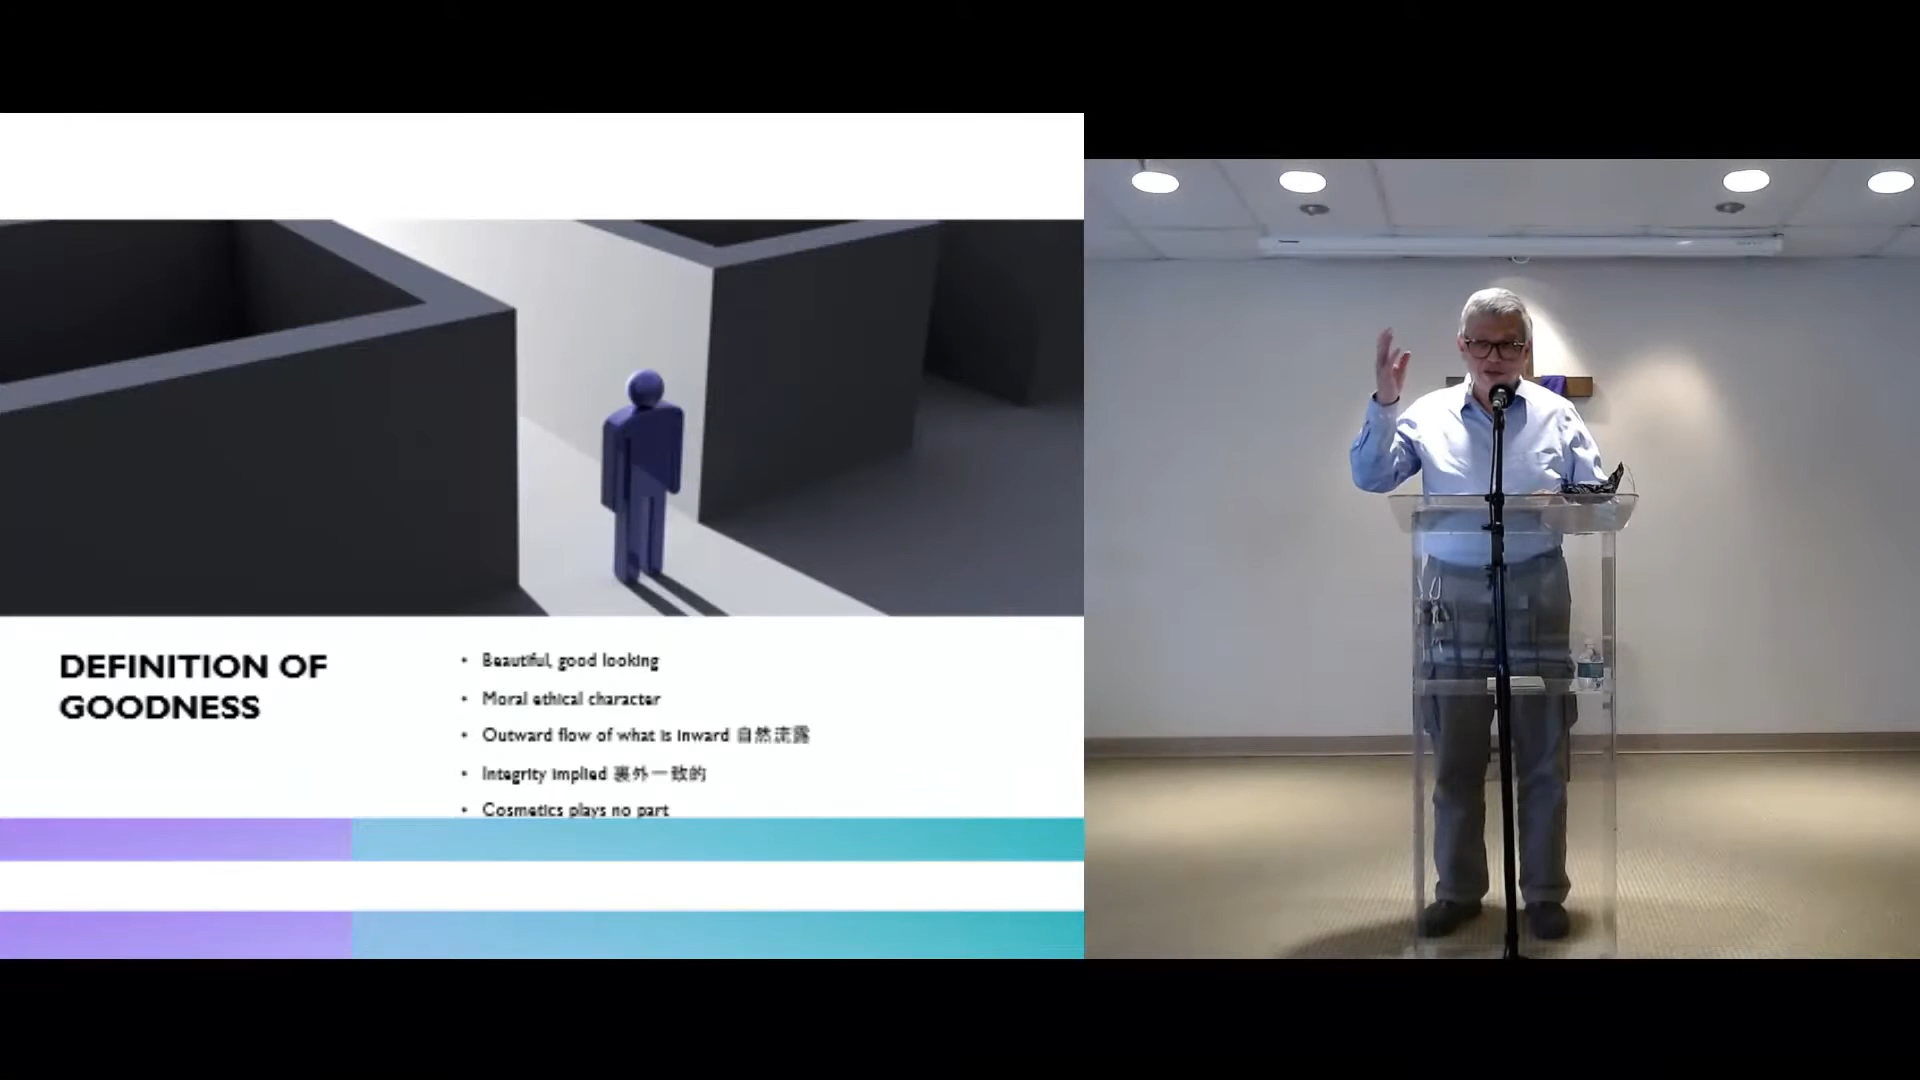 DEFINITION OF
GOODNESS
• Beautiful, good looking
• Moral ethical character
• Outward flow of what is inward 自然流露
• Integrity implied 裏外一致的
• Cosmetics plays no part